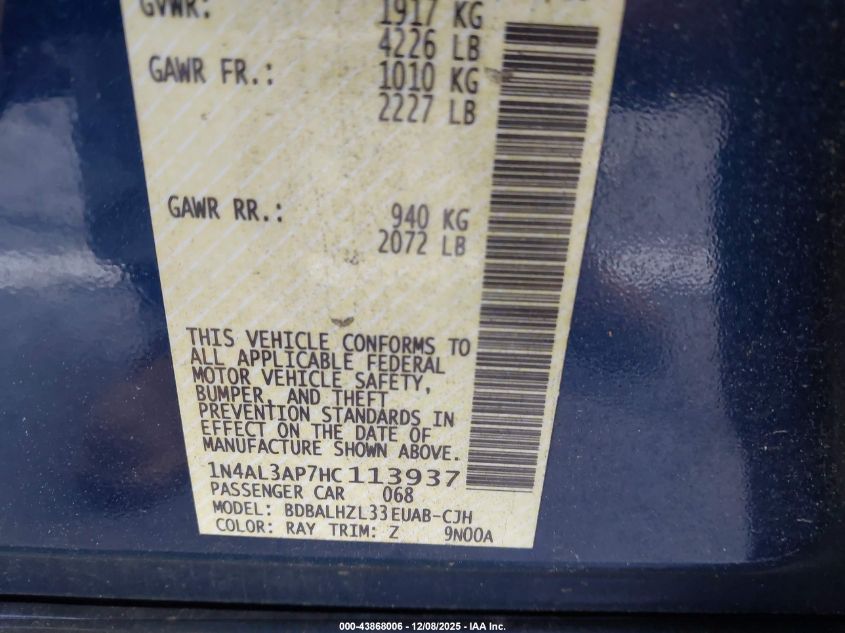 GVWR: 1917 KG
4226 LB
GAWR FR.: 1010 KG
2227 LB
GAWR RR.: 940 KG
2072 LB
THIS VEHICLE CONFORMS TO
ALL APPLICABLE FEDERAL
MOTOR VEHICLE SAFETY,
BUMPER, AND THEFT
PREVENTION STANDARDS IN
EFFECT ON THE DATE OF
MANUFACTURE SHOWN ABOVE.
1N4AL3AP7HC113937
PASSENGER CAR 068
MODEL: BDBALHZL33EUAB-CJH
COLOR: RAY TRIM: Z 9N00A
000-43868006 - 12/08/2025 - IAA Inc.